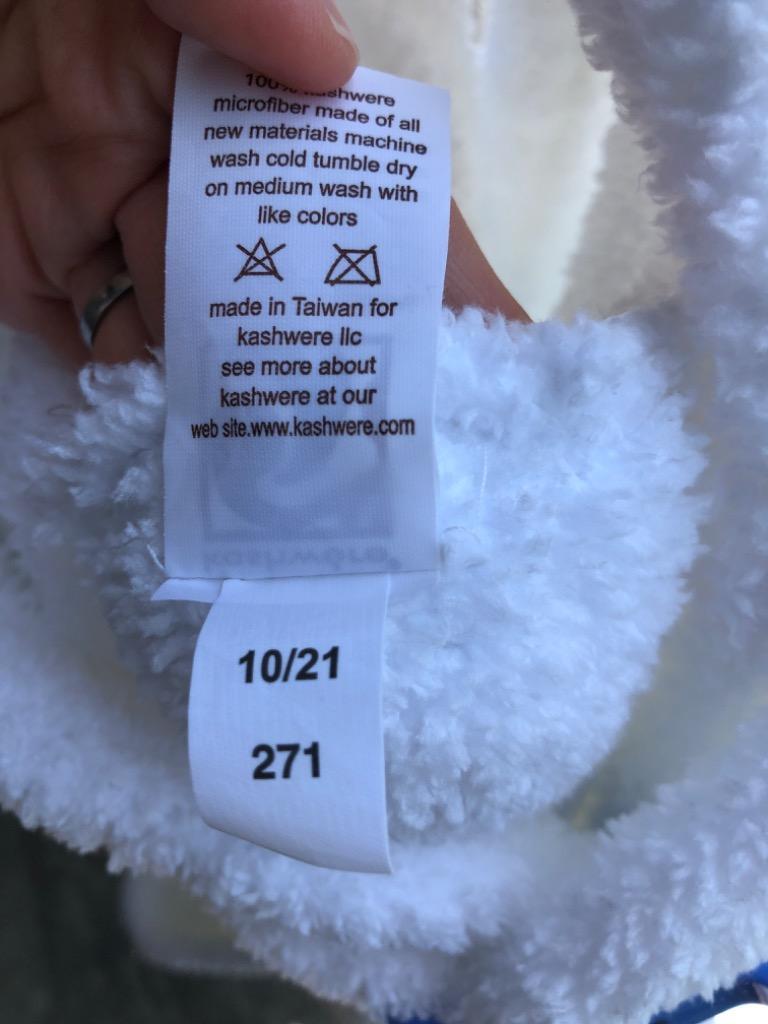 microfiber made of all
new materials machine
wash cold tumble dry
on medium wash with
like colors
made in Taiwan for
kashwere llc
see more about
kashwere at our
web site.www.kashwere.com
kashwere
10/21
271